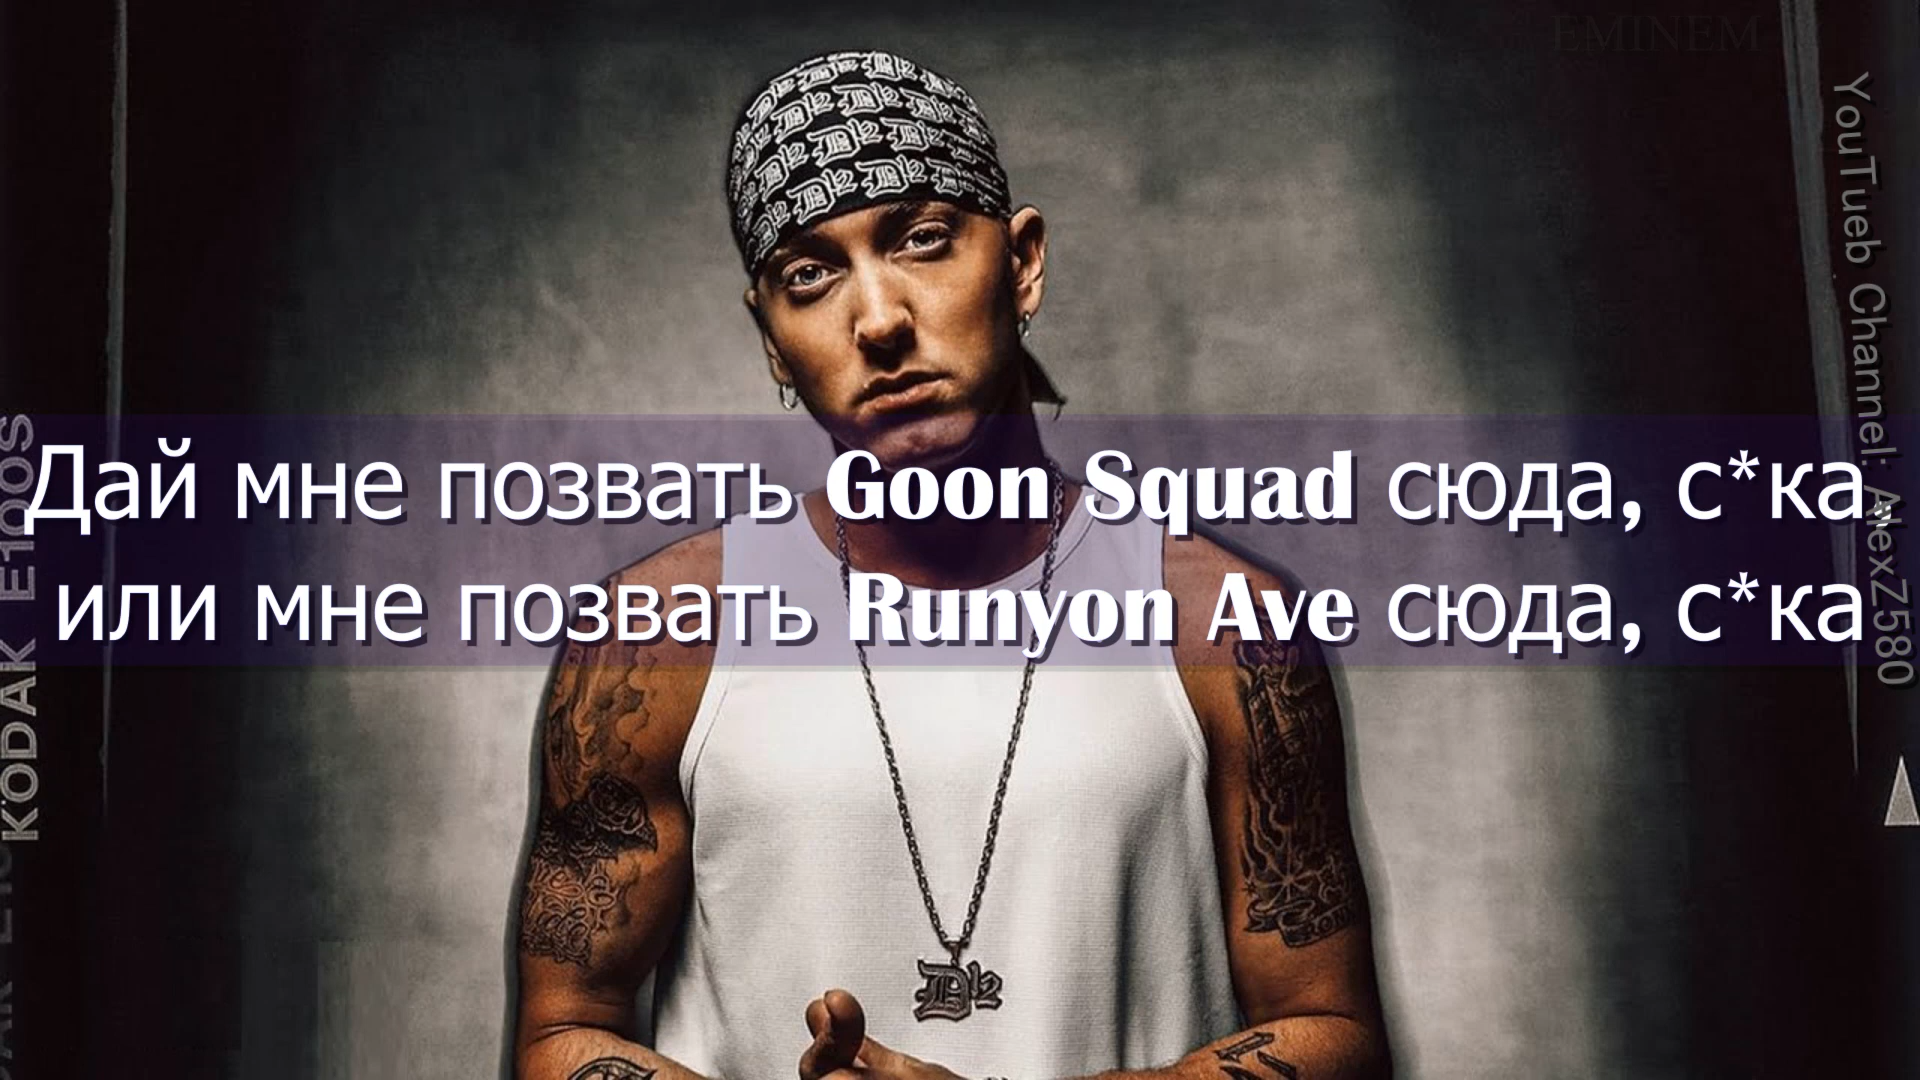 EMINEM
Дай мне позвать Goon Squad сюда, с*ка,
или мне позвать Runyon Ave сюда, с*ка
YouTueb Channel: AlexZ580
KODAK E100S
D12